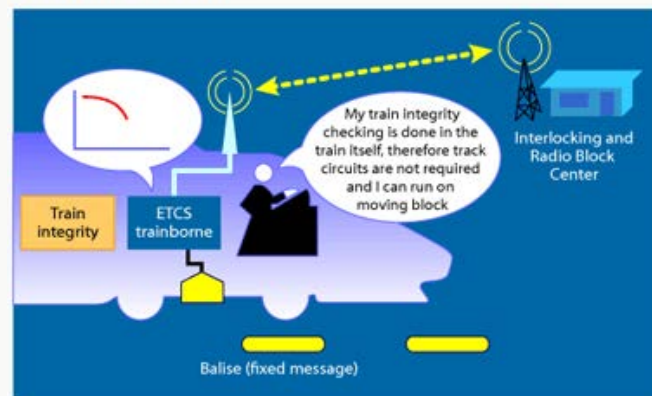 My train integrity
checking is done in the
train itself, therefore track
circuits are not required
and I can run on
moving block
Interlocking and
Radio Block
Center
Train
integrity
ETCS
trainborne
Balise (fixed message)